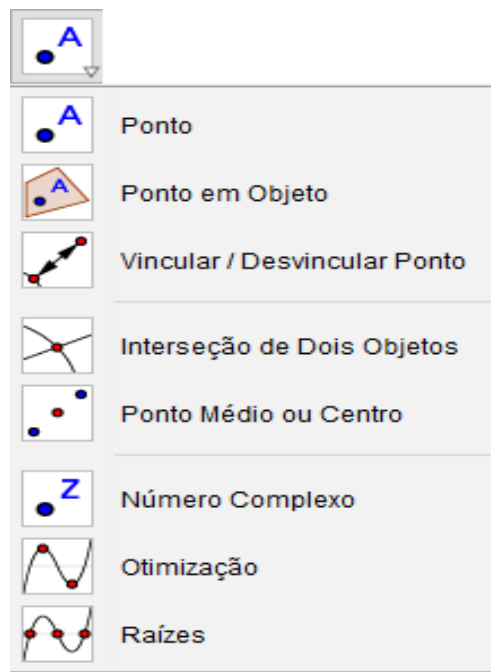 A
A
Ponto
A
Ponto em Objeto
Vincular / Desvincular Ponto
Interseção de Dois Objetos
Ponto Médio ou Centro
Z
Número Complexo
Otimização
Raízes